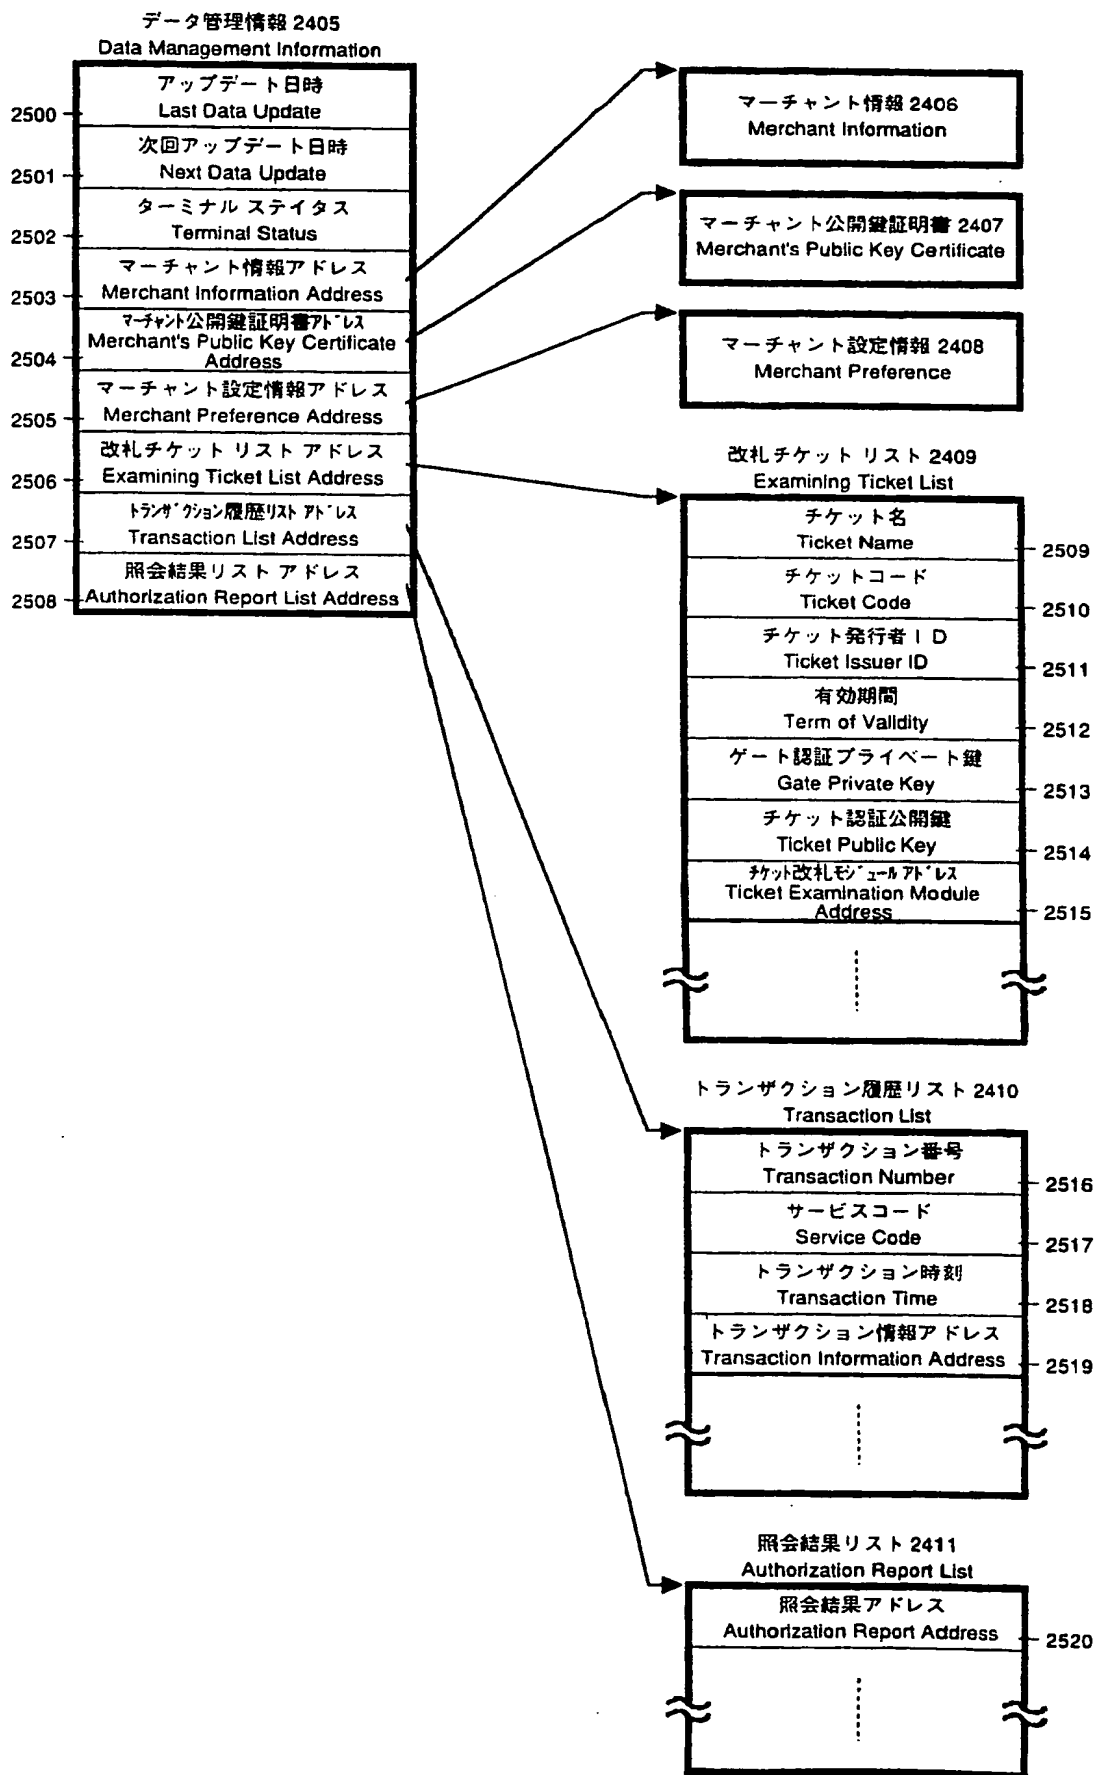 データ管理情報 2405
Data Management Information
アップデート日時
Last Data Update
2500
次回アップデート日時
Next Data Update
2501
ターミナル ステイタス
Terminal Status
2502
マーチャント情報アドレス
Merchant Information Address
2503
マーチャント公開鍵証明書アドレス
Merchant's Public Key Certificate
Address
2504
マーチャント設定情報アドレス
Merchant Preference Address
2505
改札チケット リスト アドレス
Examining Ticket List Address
2506
トランザクション履歴リスト アドレス
Transaction List Address
2507
照会結果リスト アドレス
Authorization Report List Address
2508
マーチャント情報 2406
Merchant Information
マーチャント公開鍵証明書 2407
Merchant's Public Key Certificate
マーチャント設定情報 2408
Merchant Preference
改札チケット リスト 2409
Examining Ticket List
チケット名
Ticket Name
2509
チケットコード
Ticket Code
2510
チケット発行者ID
Ticket Issuer ID
2511
有効期間
Term of Validity
2512
ゲート認証プライベート鍵
Gate Private Key
2513
チケット認証公開鍵
Ticket Public Key
2514
チケット改札モジュールアドレス
Ticket Examination Module
Address
2515
トランザクション履歴リスト 2410
Transaction List
トランザクション番号
Transaction Number
2516
サービスコード
Service Code
2517
トランザクション時刻
Transaction Time
2518
トランザクション情報アドレス
Transaction Information Address
2519
照会結果リスト 2411
Authorization Report List
照会結果アドレス
Authorization Report Address
2520